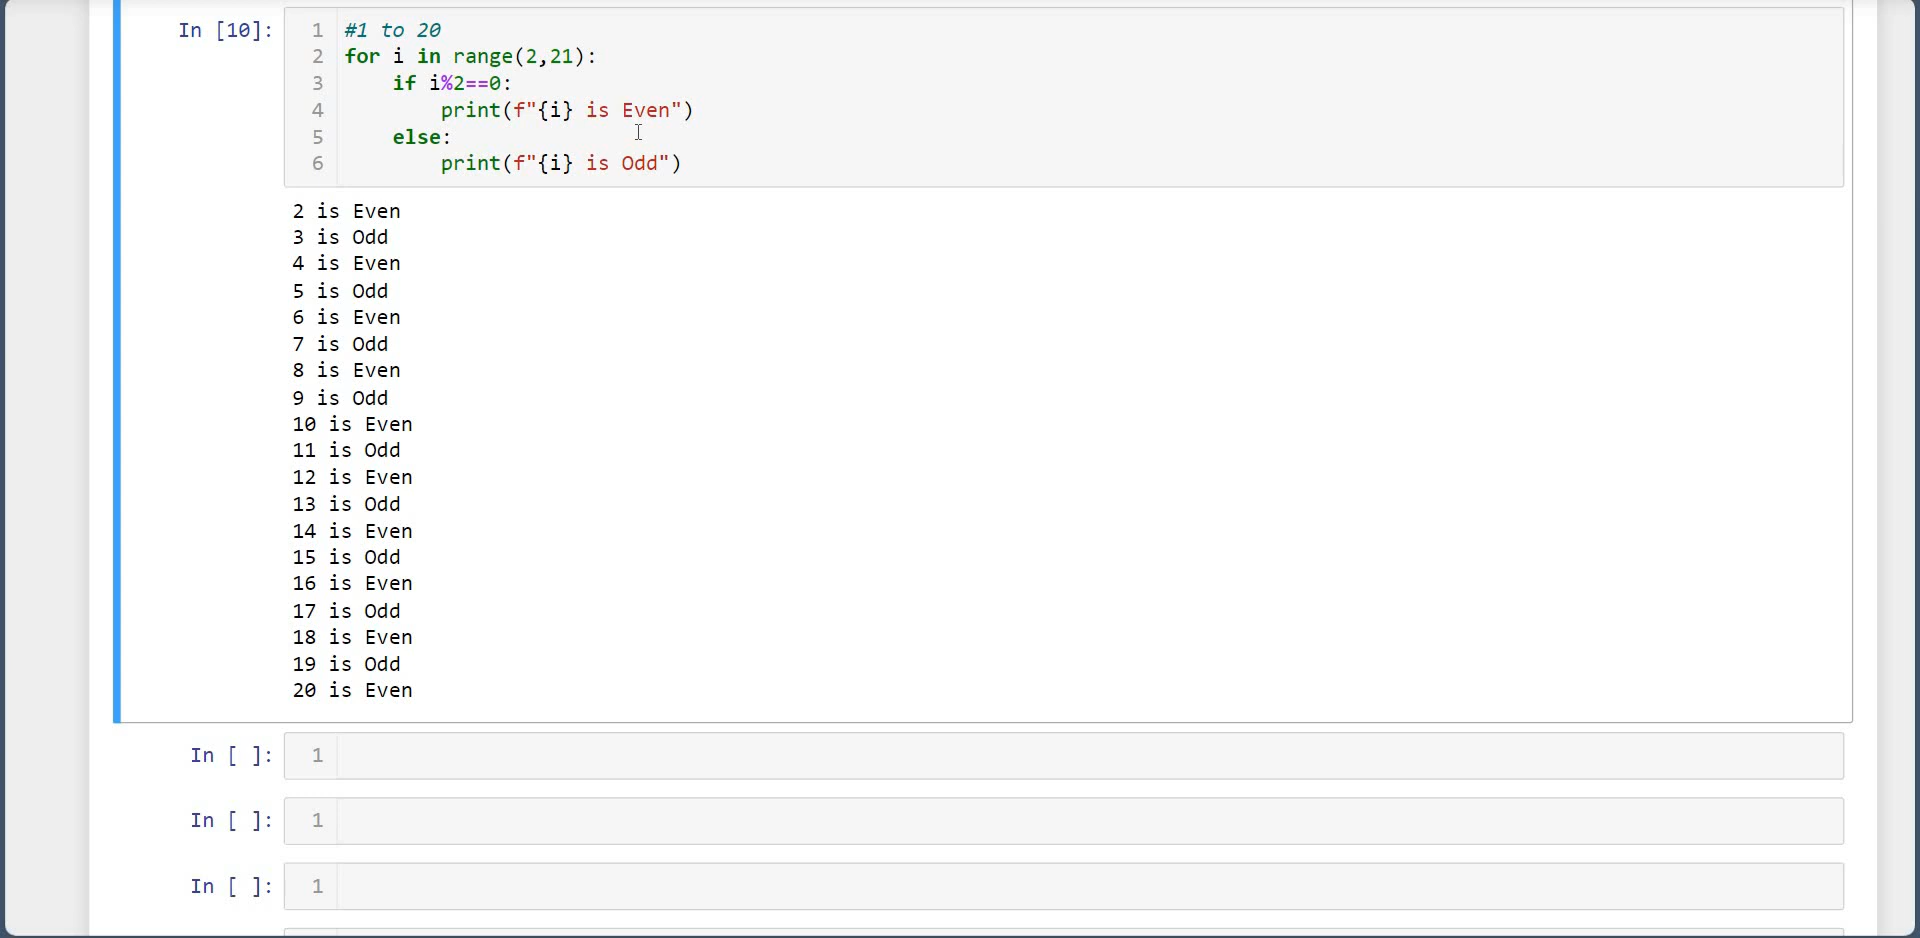 In [10]:
1 #1 to 20
2 for i in range(2,21):
3     if i%2==0:
4         print(f"{i} is Even")
5     else:
6         print(f"{i} is Odd")
2 is Even
3 is Odd
4 is Even
5 is Odd
6 is Even
7 is Odd
8 is Even
9 is Odd
10 is Even
11 is Odd
12 is Even
13 is Odd
14 is Even
15 is Odd
16 is Even
17 is Odd
18 is Even
19 is Odd
20 is Even
In [ ]: 1
In [ ]: 1
In [ ]: 1